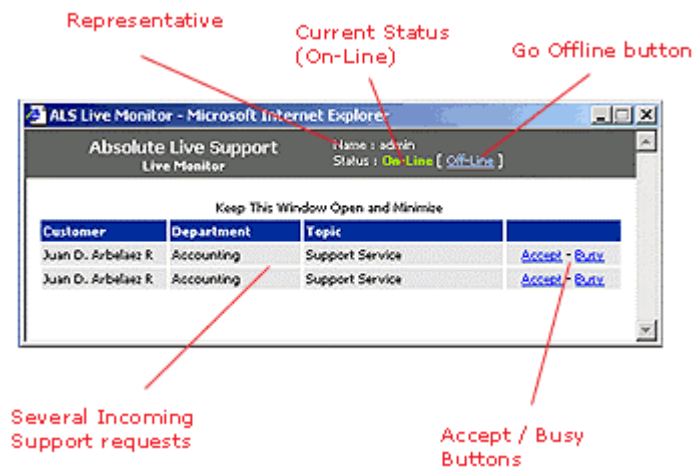 Representative
Current Status
(On-Line)
Go Offline button
ALS Live Monitor - Microsoft Internet Explorer
Absolute Live Support
Live Monitor
Name : admin
Status : On-Line [ Off-Line ]
Keep This Window Open and Minimize
Customer Department Topic
Juan D. Arbelaez R Accounting Support Service Accept - Busy
Juan D. Arbelaez R Accounting Support Service Accept - Busy
Several Incoming
Support requests
Accept / Busy
Buttons